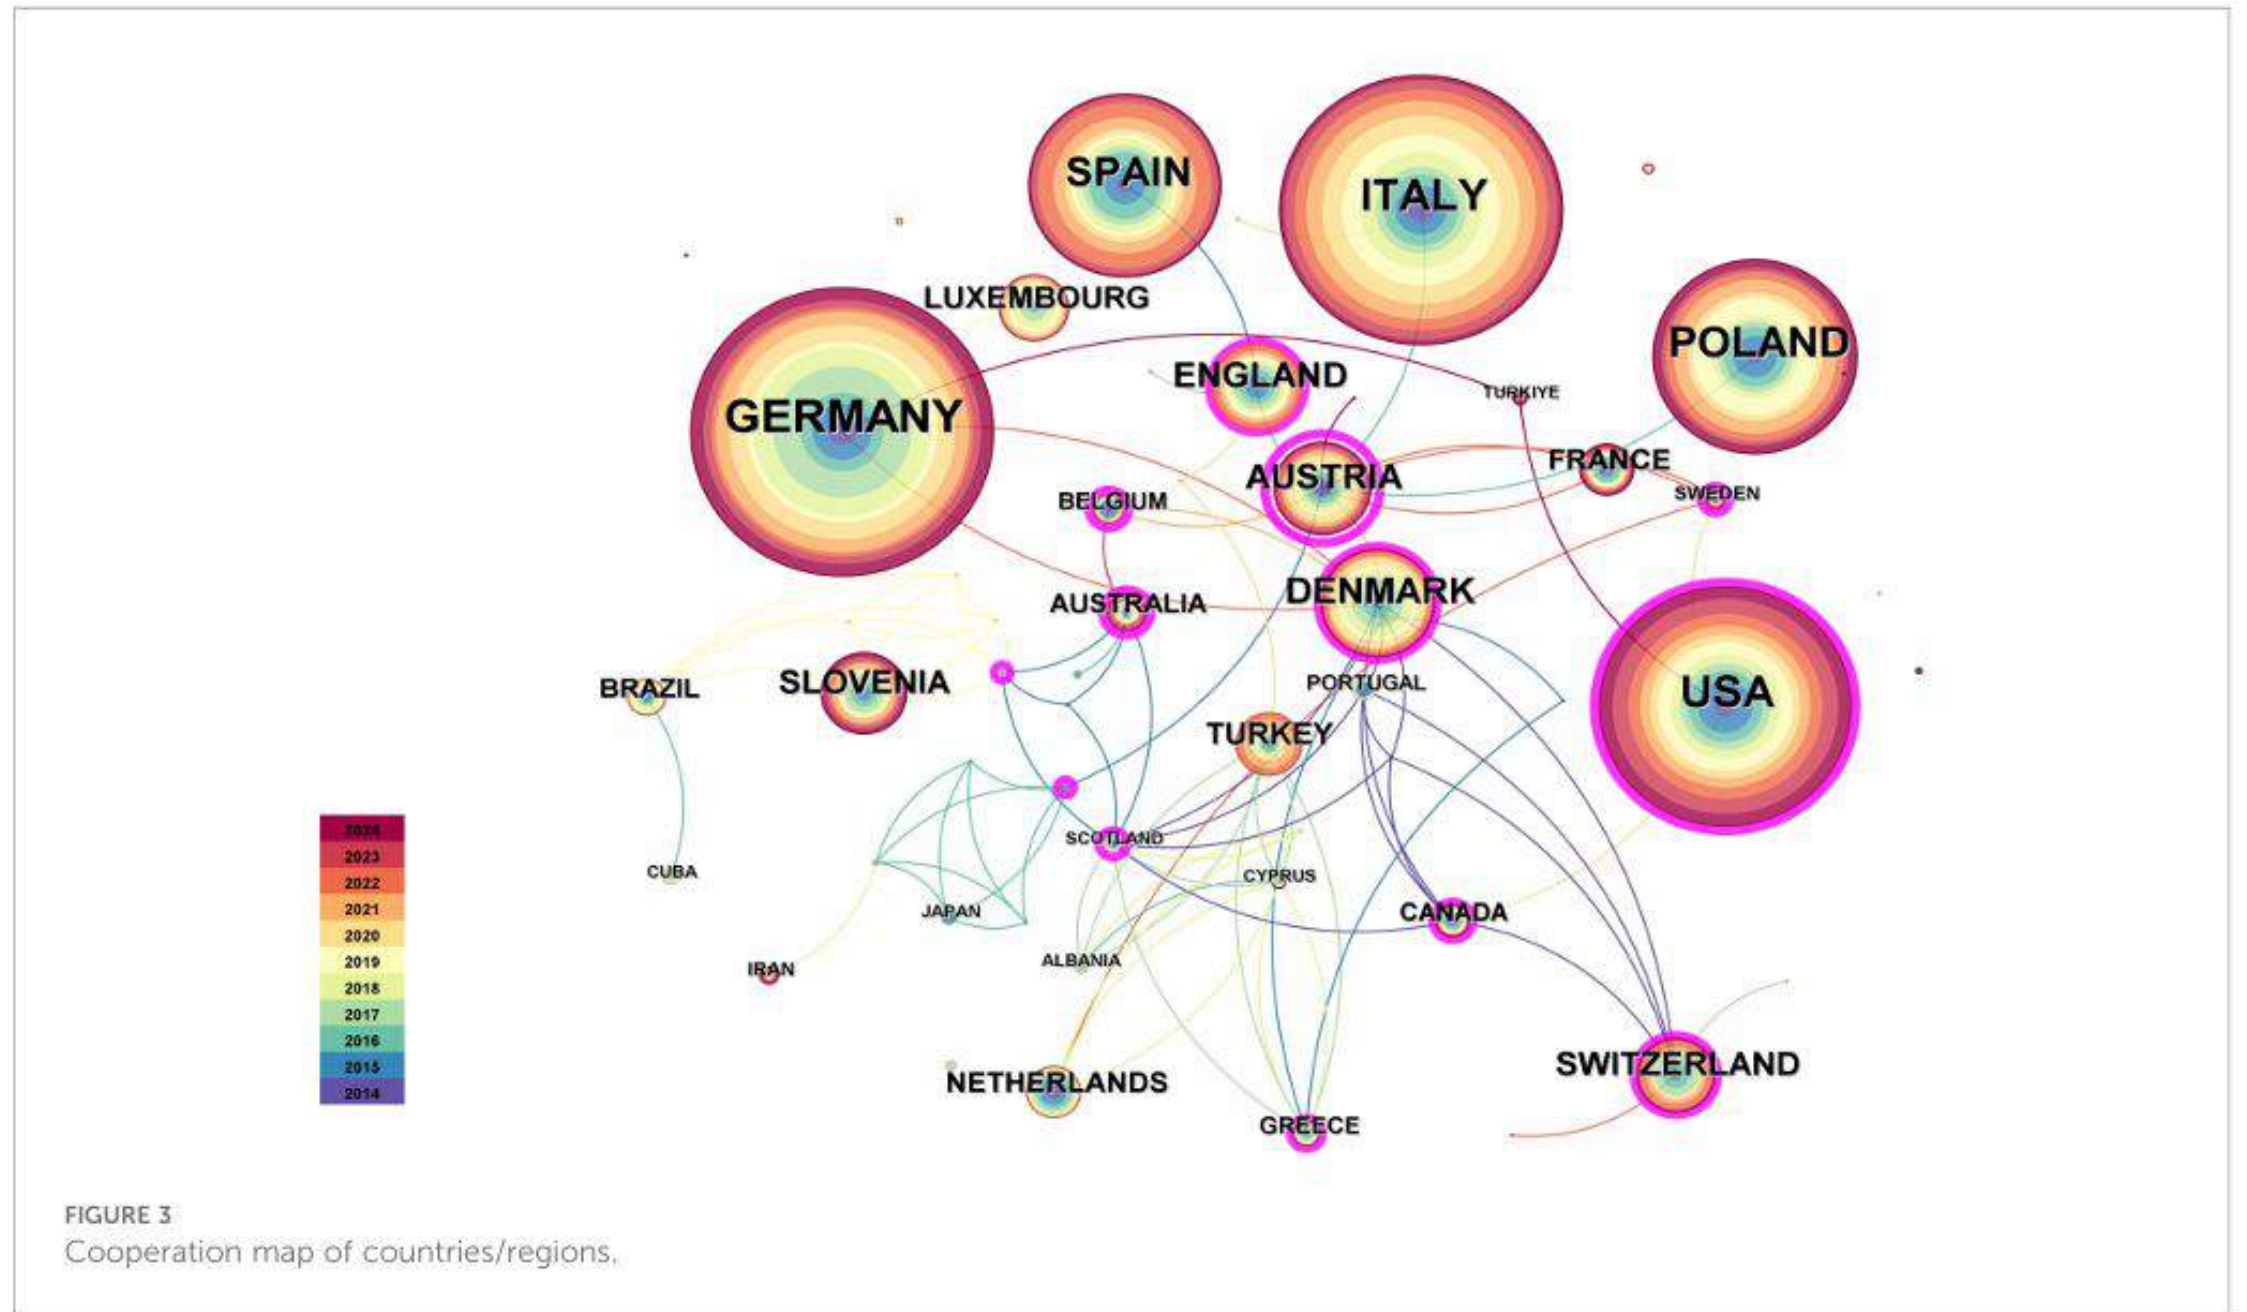 SPAIN
ITALY
LUXEMBOURG
POLAND
ENGLAND
TURKIYE
GERMANY
FRANCE
AUSTRIA
SWEDEN
BELGIUM
DENMARK
AUSTRALIA
PORTUGAL
SLOVENIA
BRAZIL
USA
TURKEY
SCOTLAND
CUBA
CYPRUS
JAPAN
CANADA
ALBANIA
IRAN
SWITZERLAND
NETHERLANDS
GREECE
2024
2023
2022
2021
2020
2019
2018
2017
2016
2015
2014
FIGURE 3
Cooperation map of countries/regions.